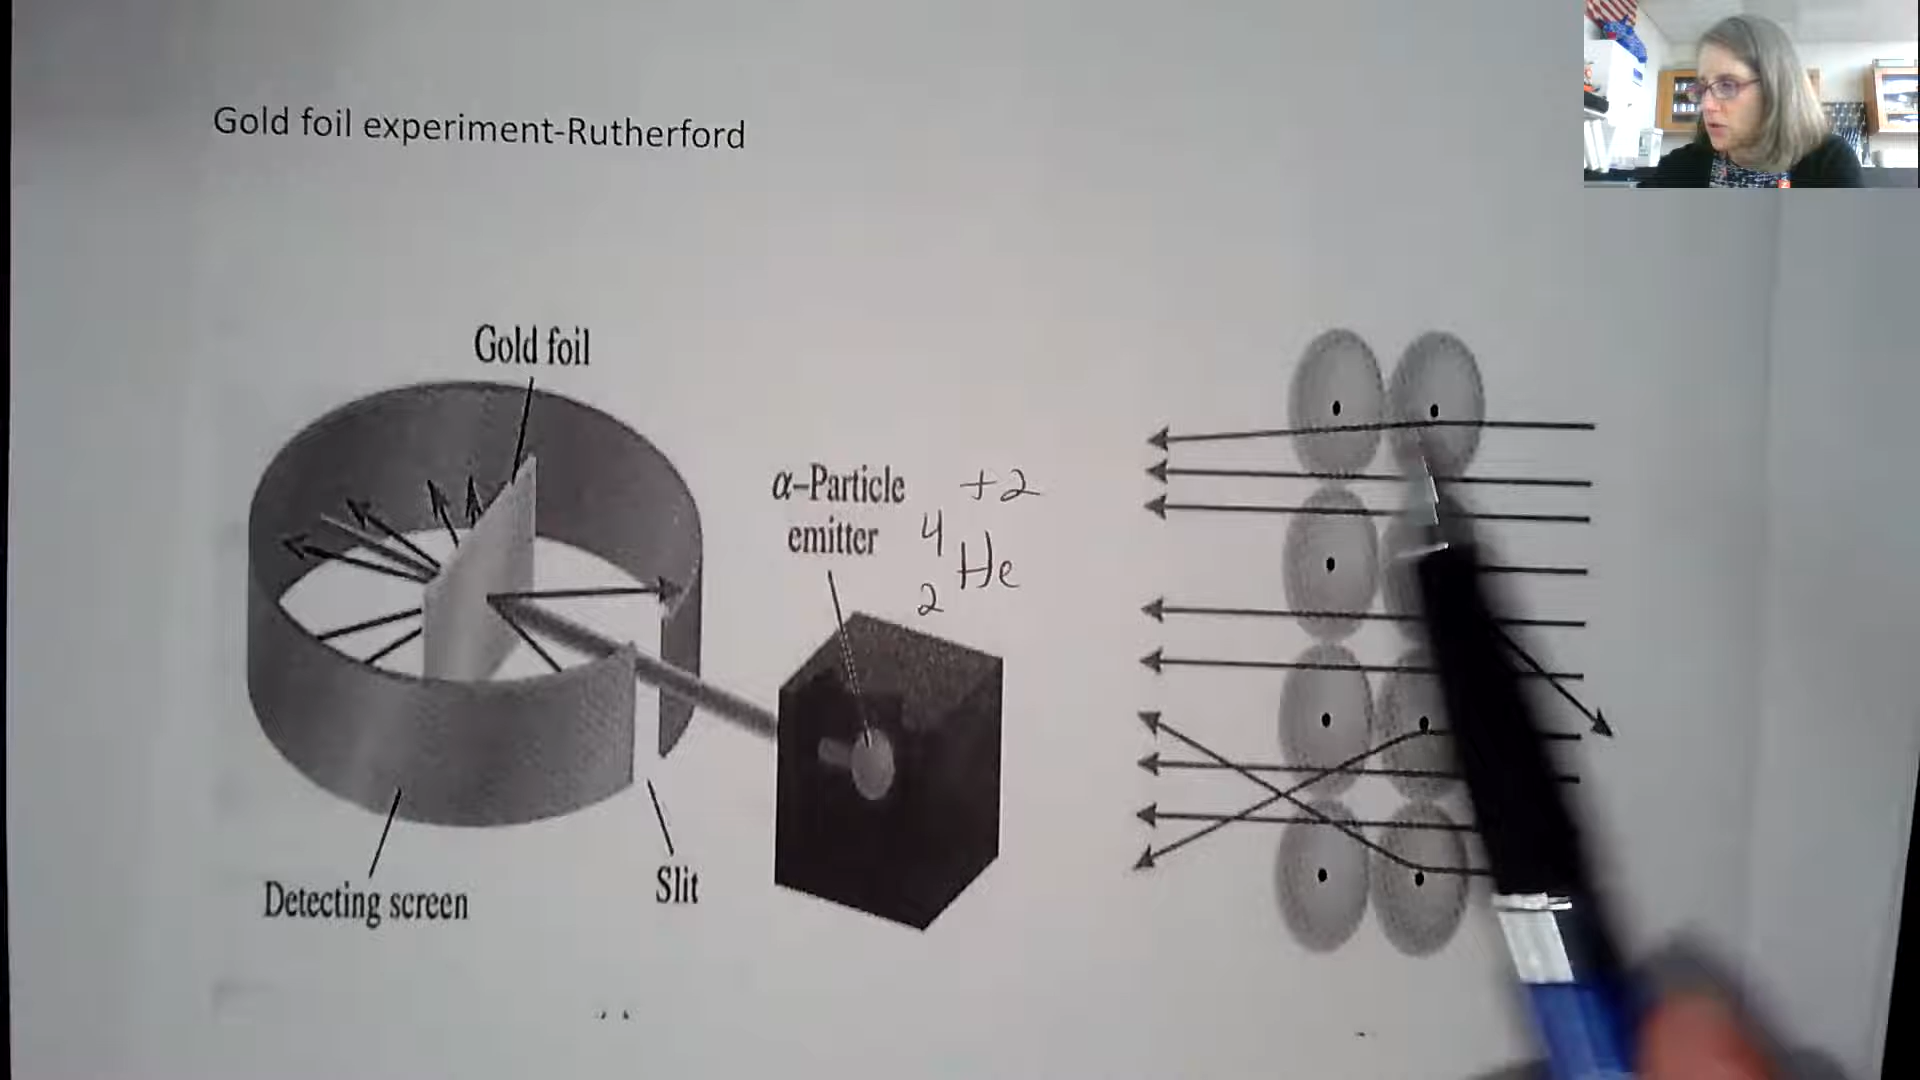 Gold foil experiment-Rutherford
Gold foil
α-Particle
emitter
+2
4
2
He
Detecting screen
Slit